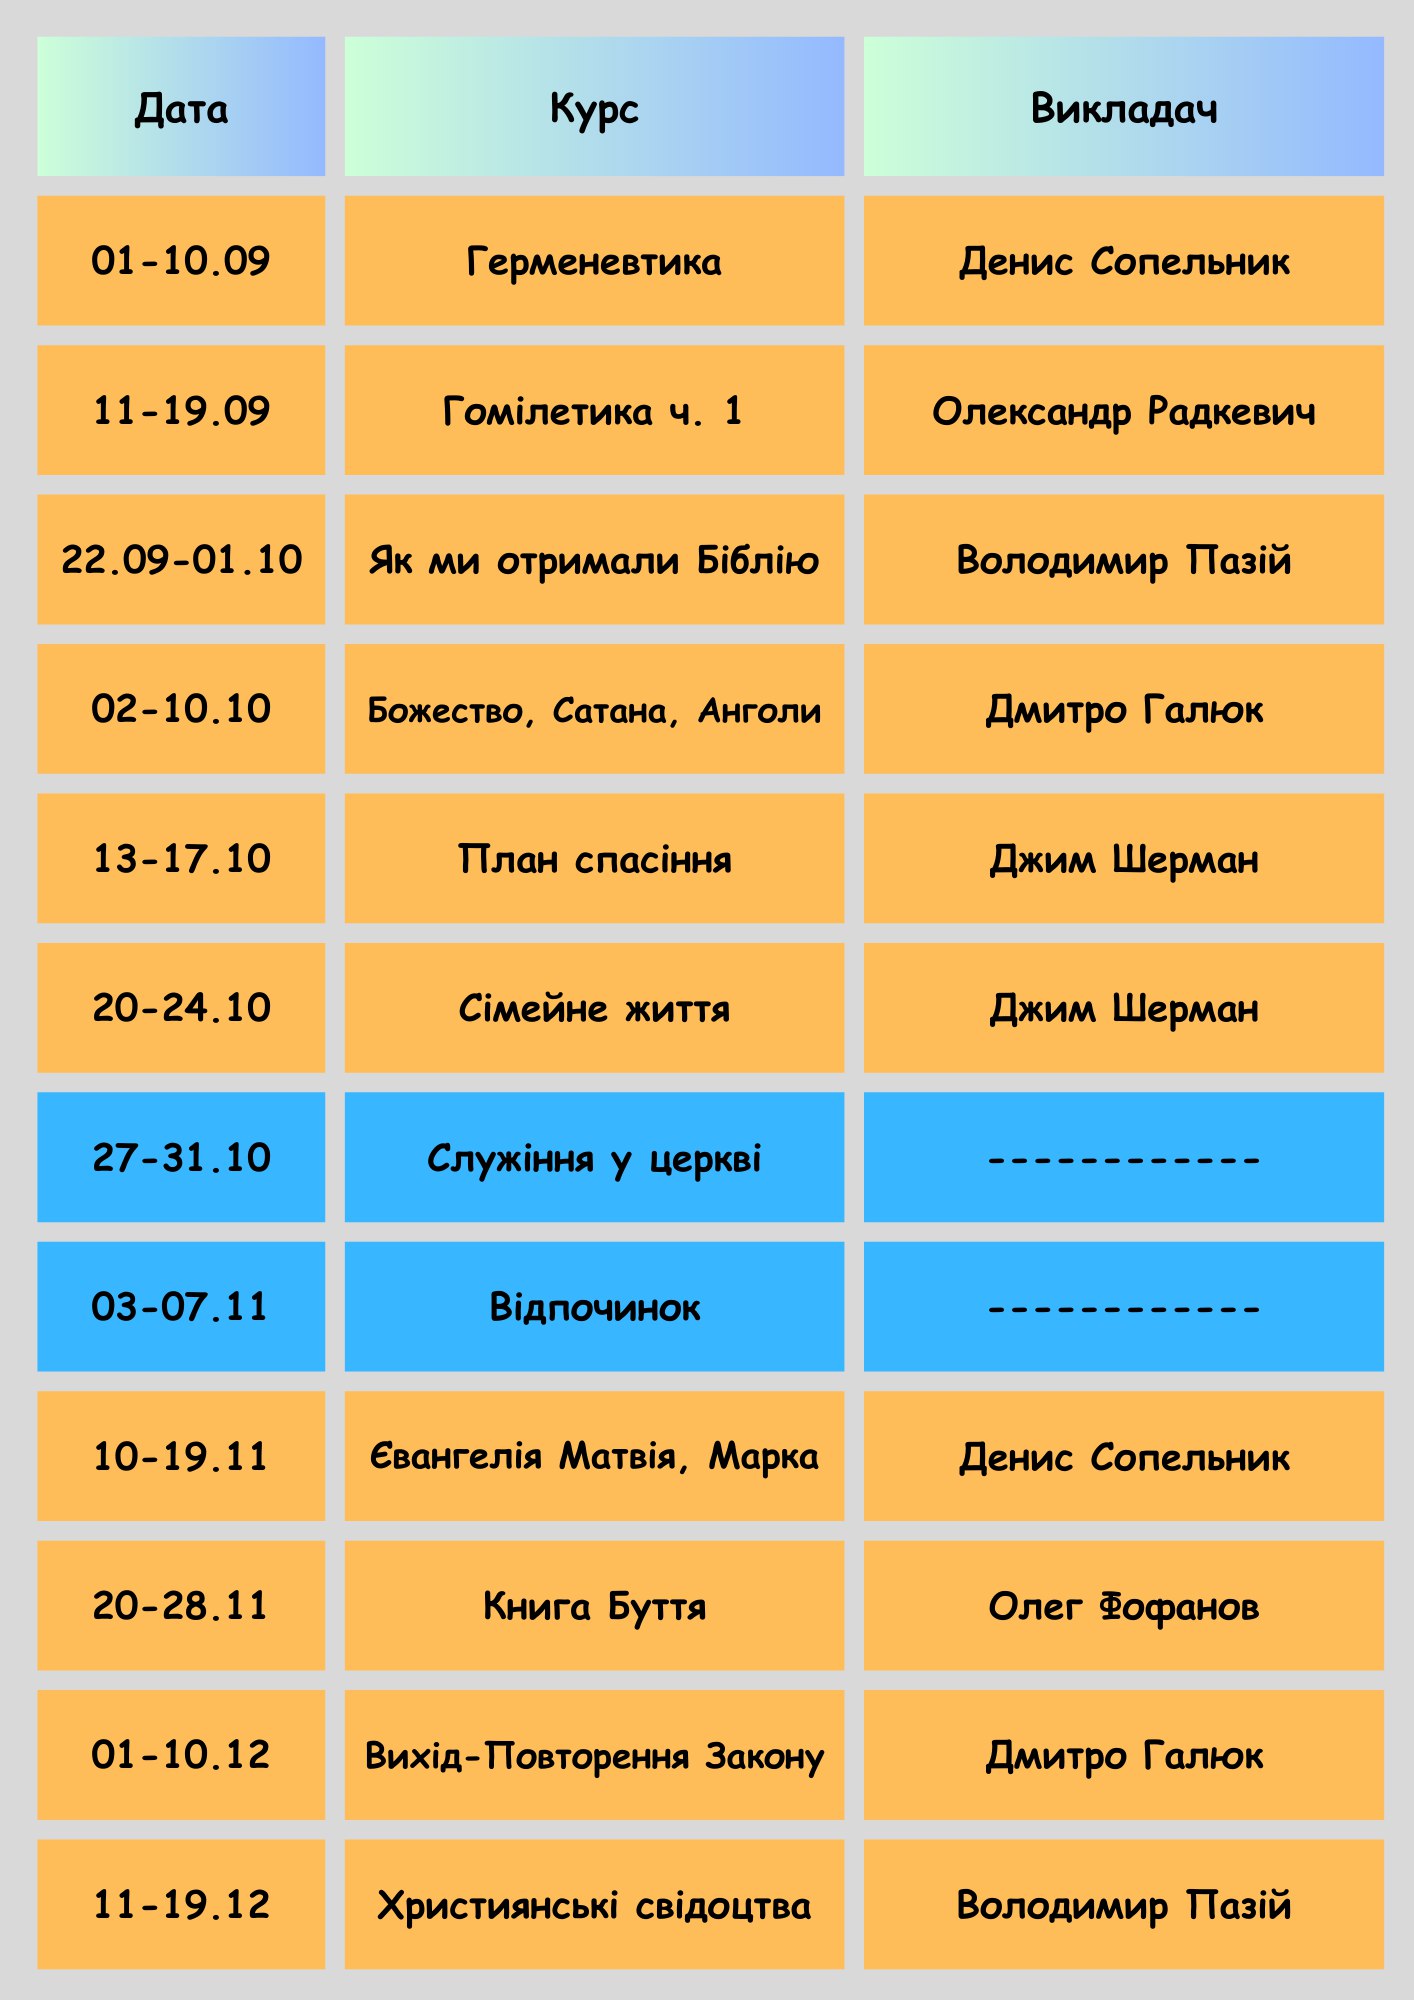 Дата Курс Викладач
01-10.09 Герменевтика Денис Сопельник
11-19.09 Гомілетика ч. 1 Олександр Радкевич
22.09-01.10 Як ми отримали Біблію Володимир Пазій
02-10.10 Божество, Сатана, Анголи Дмитро Галюк
13-17.10 План спасіння Джим Шерман
20-24.10 Сімейне життя Джим Шерман
27-31.10 Служіння у церкві ------------
03-07.11 Відпочинок ------------
10-19.11 Євангелія Матвія, Марка Денис Сопельник
20-28.11 Книга Буття Олег Фофанов
01-10.12 Вихід-Повторення Закону Дмитро Галюк
11-19.12 Християнські свідоцтва Володимир Пазій